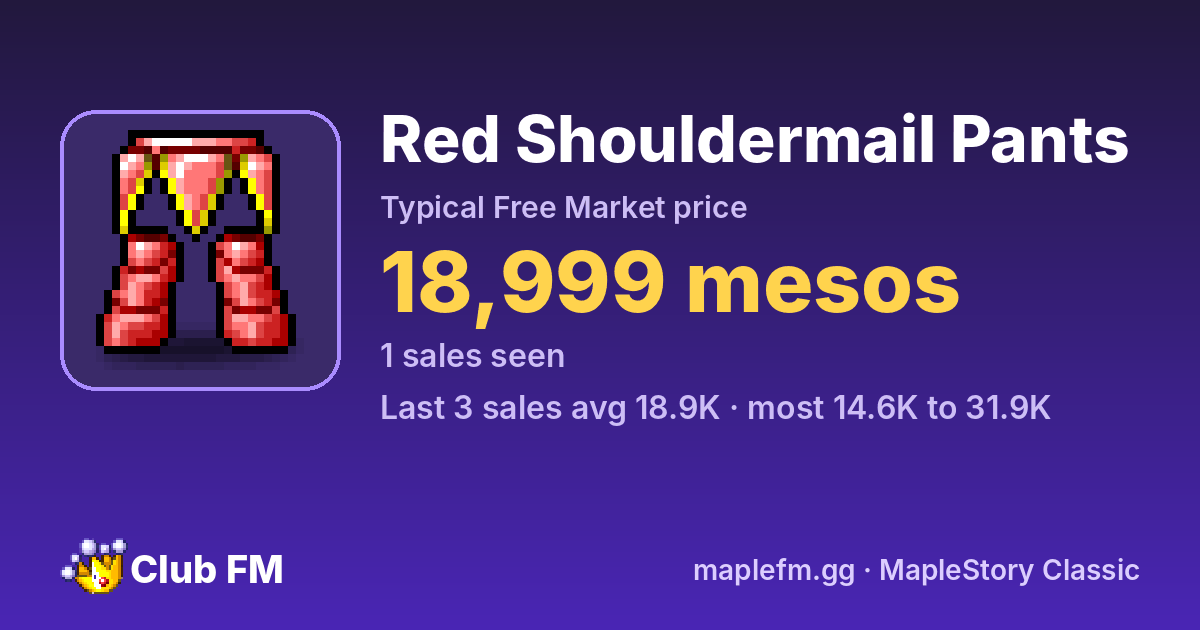 Red Shouldermail Pants
Typical Free Market price
18,999 mesos
1 sales seen
Last 3 sales avg 18.9K · most 14.6K to 31.9K
Club FM
maplefm.gg · MapleStory Classic